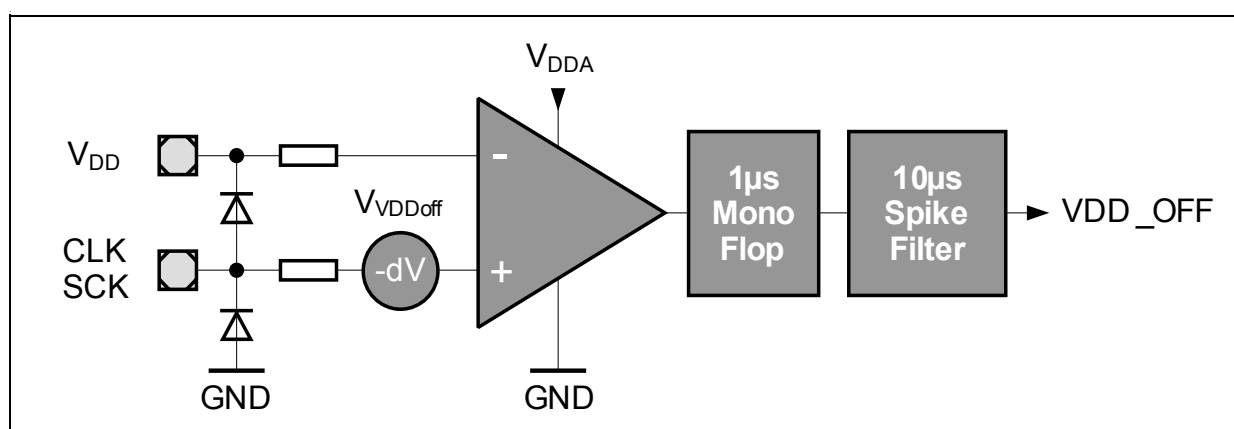 VDDA
VDD
-
1µs
Mono
Flop
10µs
Spike
Filter
VDD_OFF
VVDDoff
CLK
SCK
-dV
+
GND
GND